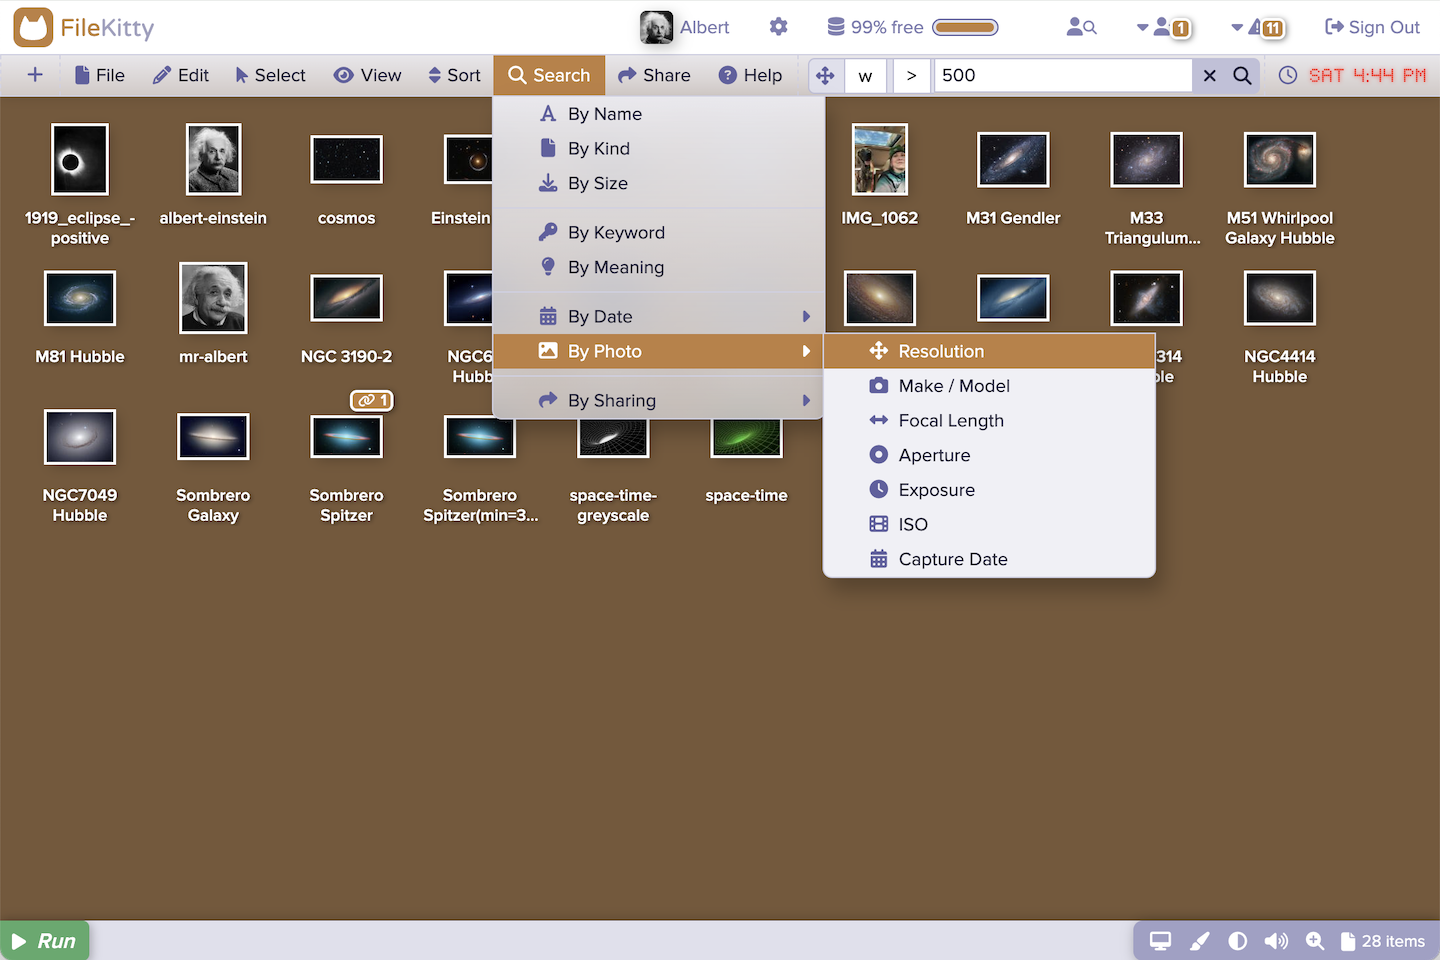 FileKitty
Albert
99% free
1
11
Sign Out
File
Edit
Select
View
Sort
Search
Share
Help
w
>
500
SAT 4:44 PM
By Name
By Kind
By Size
By Keyword
By Meaning
By Date
By Photo
By Sharing
Resolution
Make / Model
Focal Length
Aperture
Exposure
ISO
Capture Date
1919_eclipse_-
positive
albert-einstein
cosmos
Einstein
IMG_1062
M31 Gendler
M33
Triangulum...
M51 Whirlpool
Galaxy Hubble
M81 Hubble
mr-albert
NGC 3190-2
NGC6
Hubb
314
ble
NGC4414
Hubble
1
NGC7049
Hubble
Sombrero
Galaxy
Sombrero
Spitzer
Sombrero
Spitzer(min=3...
space-time-
greyscale
space-time
Run
28 items